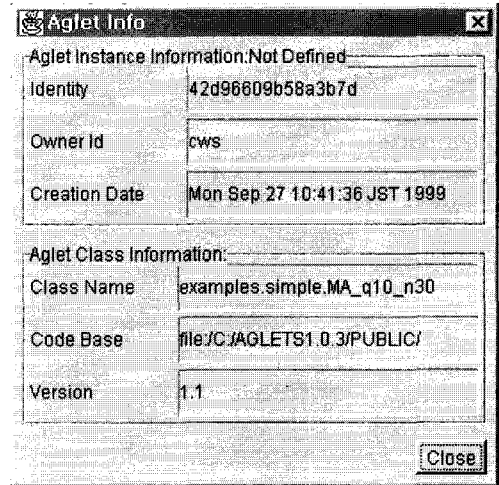 Aglet Info
Aglet Instance Information:Not Defined
Identity 42d96609b58a3b7d
Owner Id cws
Creation Date Mon Sep 27 10:41:36 JST 1999
Aglet Class Information:
Class Name examples.simple.MA_q10_n30
Code Base file:/C:/AGLETS1.0.3/PUBLIC/
Version 1.1
Close